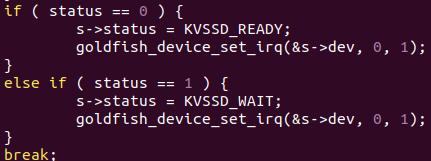 if ( status == 0 ) {
        s->status = KVSSD_READY;
        goldfish_device_set_irq(&s->dev, 0, 1);
}
else if ( status == 1 ) {
        s->status = KVSSD_WAIT;
        goldfish_device_set_irq(&s->dev, 0, 1);
}
break;